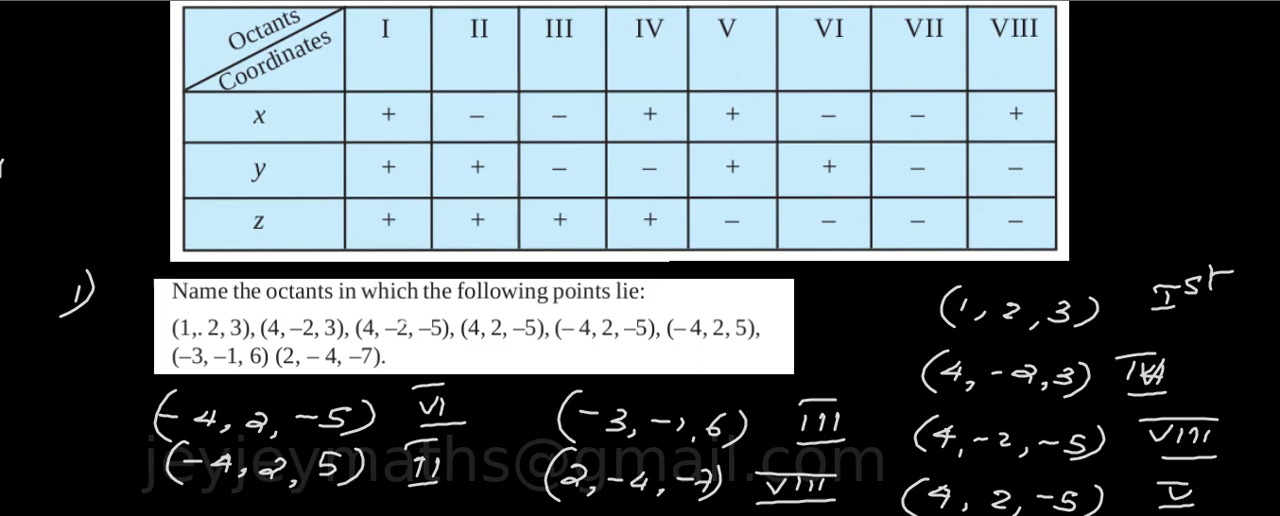 Octants I II III IV V VI VII VIII
Coordinates
x + – – + + – – +
y + + – – + + – –
z + + + + – – – –
1)
Name the octants in which the following points lie:
(1,. 2, 3), (4, –2, 3), (4, –2, –5), (4, 2, –5), (– 4, 2, –5), (– 4, 2, 5),
(–3, –1, 6) (2, – 4, –7).
(1, 2, 3) Ist
(4, -2, 3)
(-4, 2, -5) VI (-3, -1, 6) III (4, -2, -5) VIII
(-4, 2, 5) II (2, -4, -7) VIII (4, 2, -5) V
jeyjeymaths@gmail.com